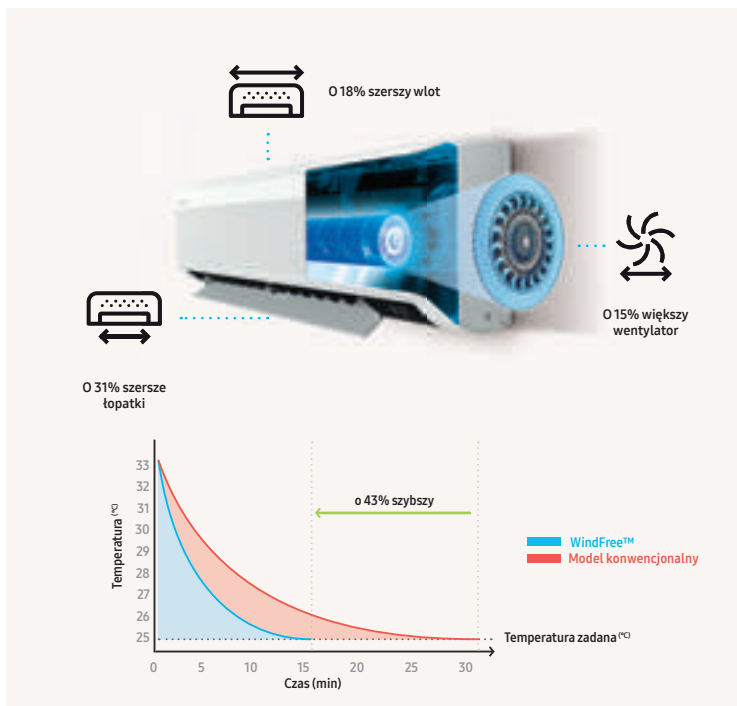 O 18% szerszy wlot
O 15% większy
wentylator
O 31% szersze
łopatki
Temperatura (°C)
33
32
31
30
29
28
27
26
25
o 43% szybszy
WindFree™
Model konwencjonalny
Temperatura zadana (°C)
0 5 10 15 20 25 30
Czas (min)